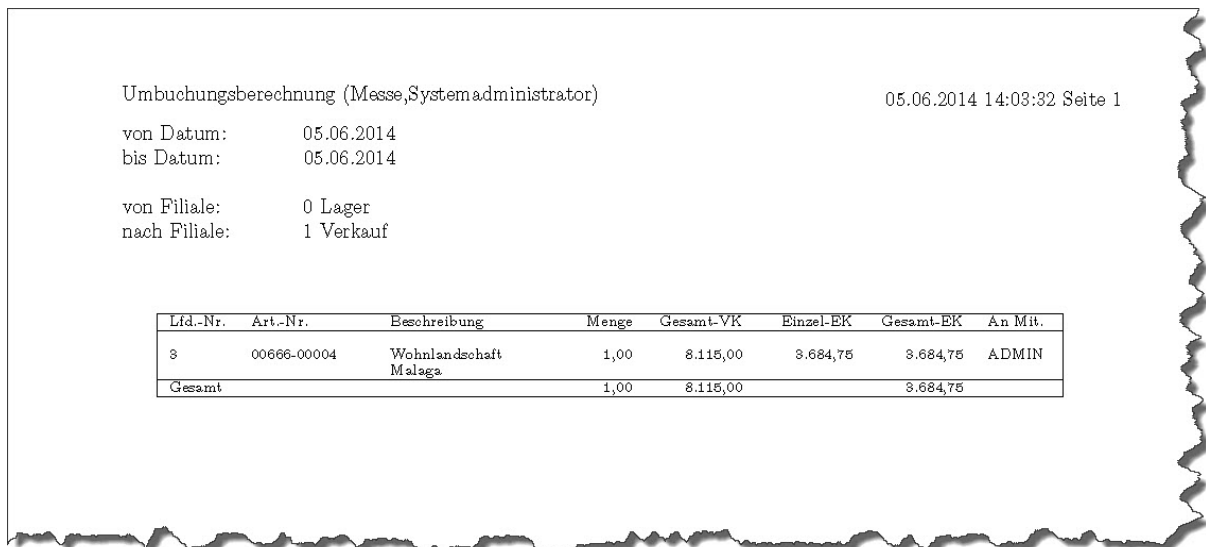 Umbuchungsberechnung (Messe,Systemadministrator) 05.06.2014 14:03:32 Seite 1
von Datum: 05.06.2014
bis Datum: 05.06.2014
von Filiale: 0 Lager
nach Filiale: 1 Verkauf
Lfd.-Nr. Art.-Nr. Beschreibung Menge Gesamt-VK Einzel-EK Gesamt-EK An Mit.
3 00666-00004 Wohnlandschaft 1,00 8.115,00 3.684,75 3.684,75 ADMIN
Malaga
Gesamt 1,00 8.115,00 3.684,75